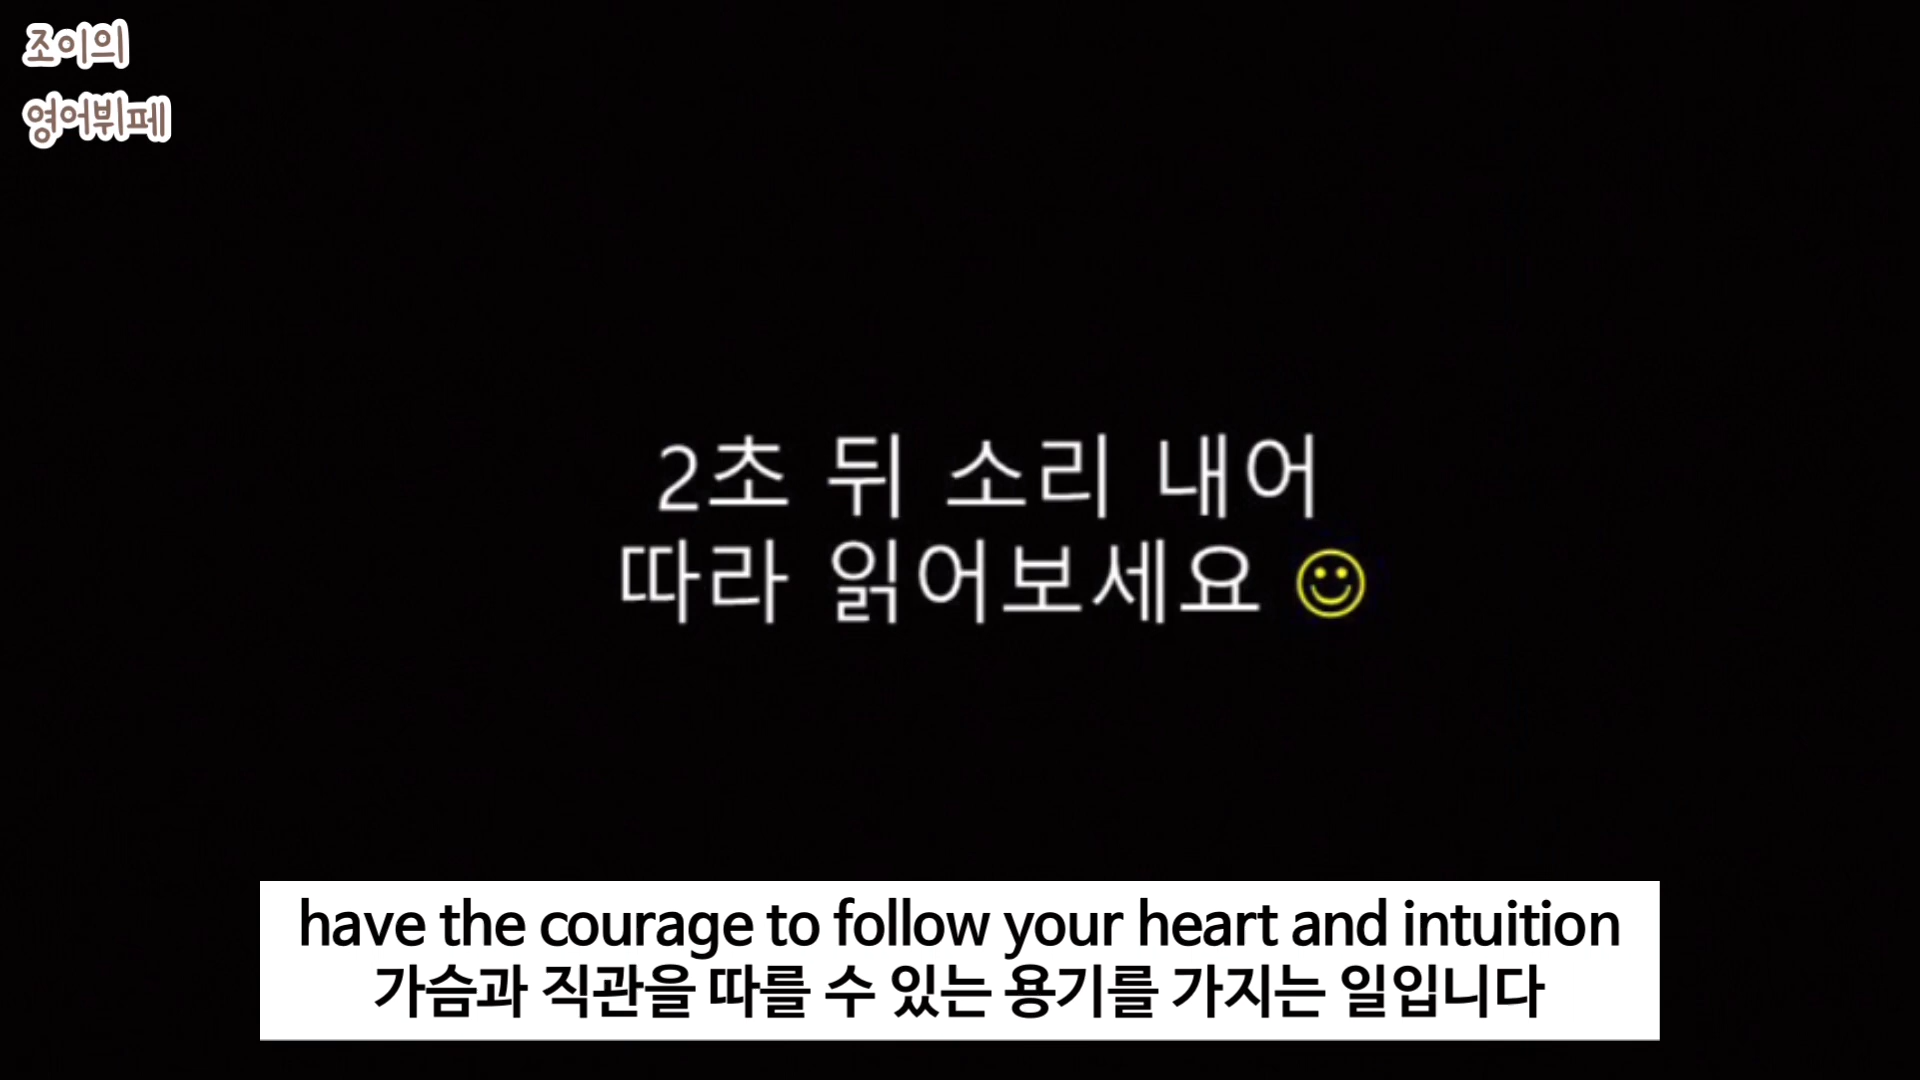 조이의
영어뷔페
2초 뒤 소리 내어
따라 읽어보세요
have the courage to follow your heart and intuition
가슴과 직관을 따를 수 있는 용기를 가지는 일입니다